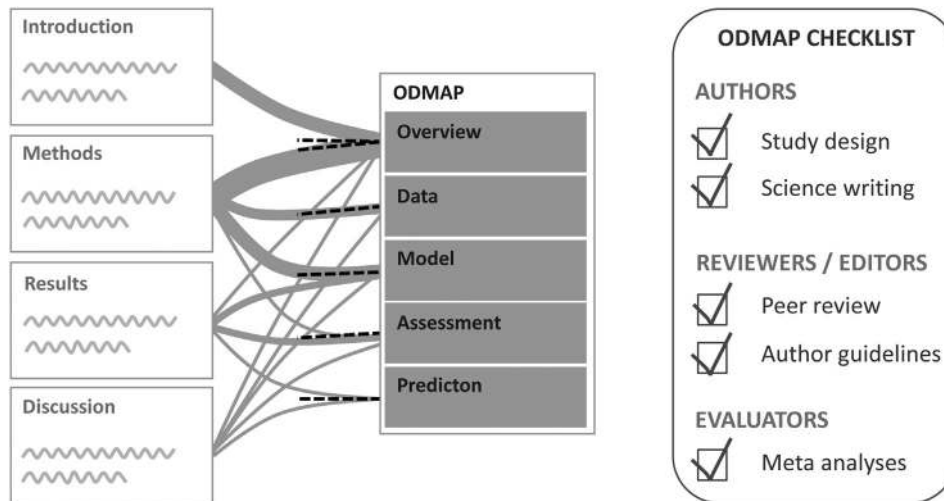 Introduction
Methods
Results
Discussion
ODMAP
Overview
Data
Model
Assessment
Predicton
ODMAP CHECKLIST
AUTHORS
Study design
Science writing
REVIEWERS / EDITORS
Peer review
Author guidelines
EVALUATORS
Meta analyses